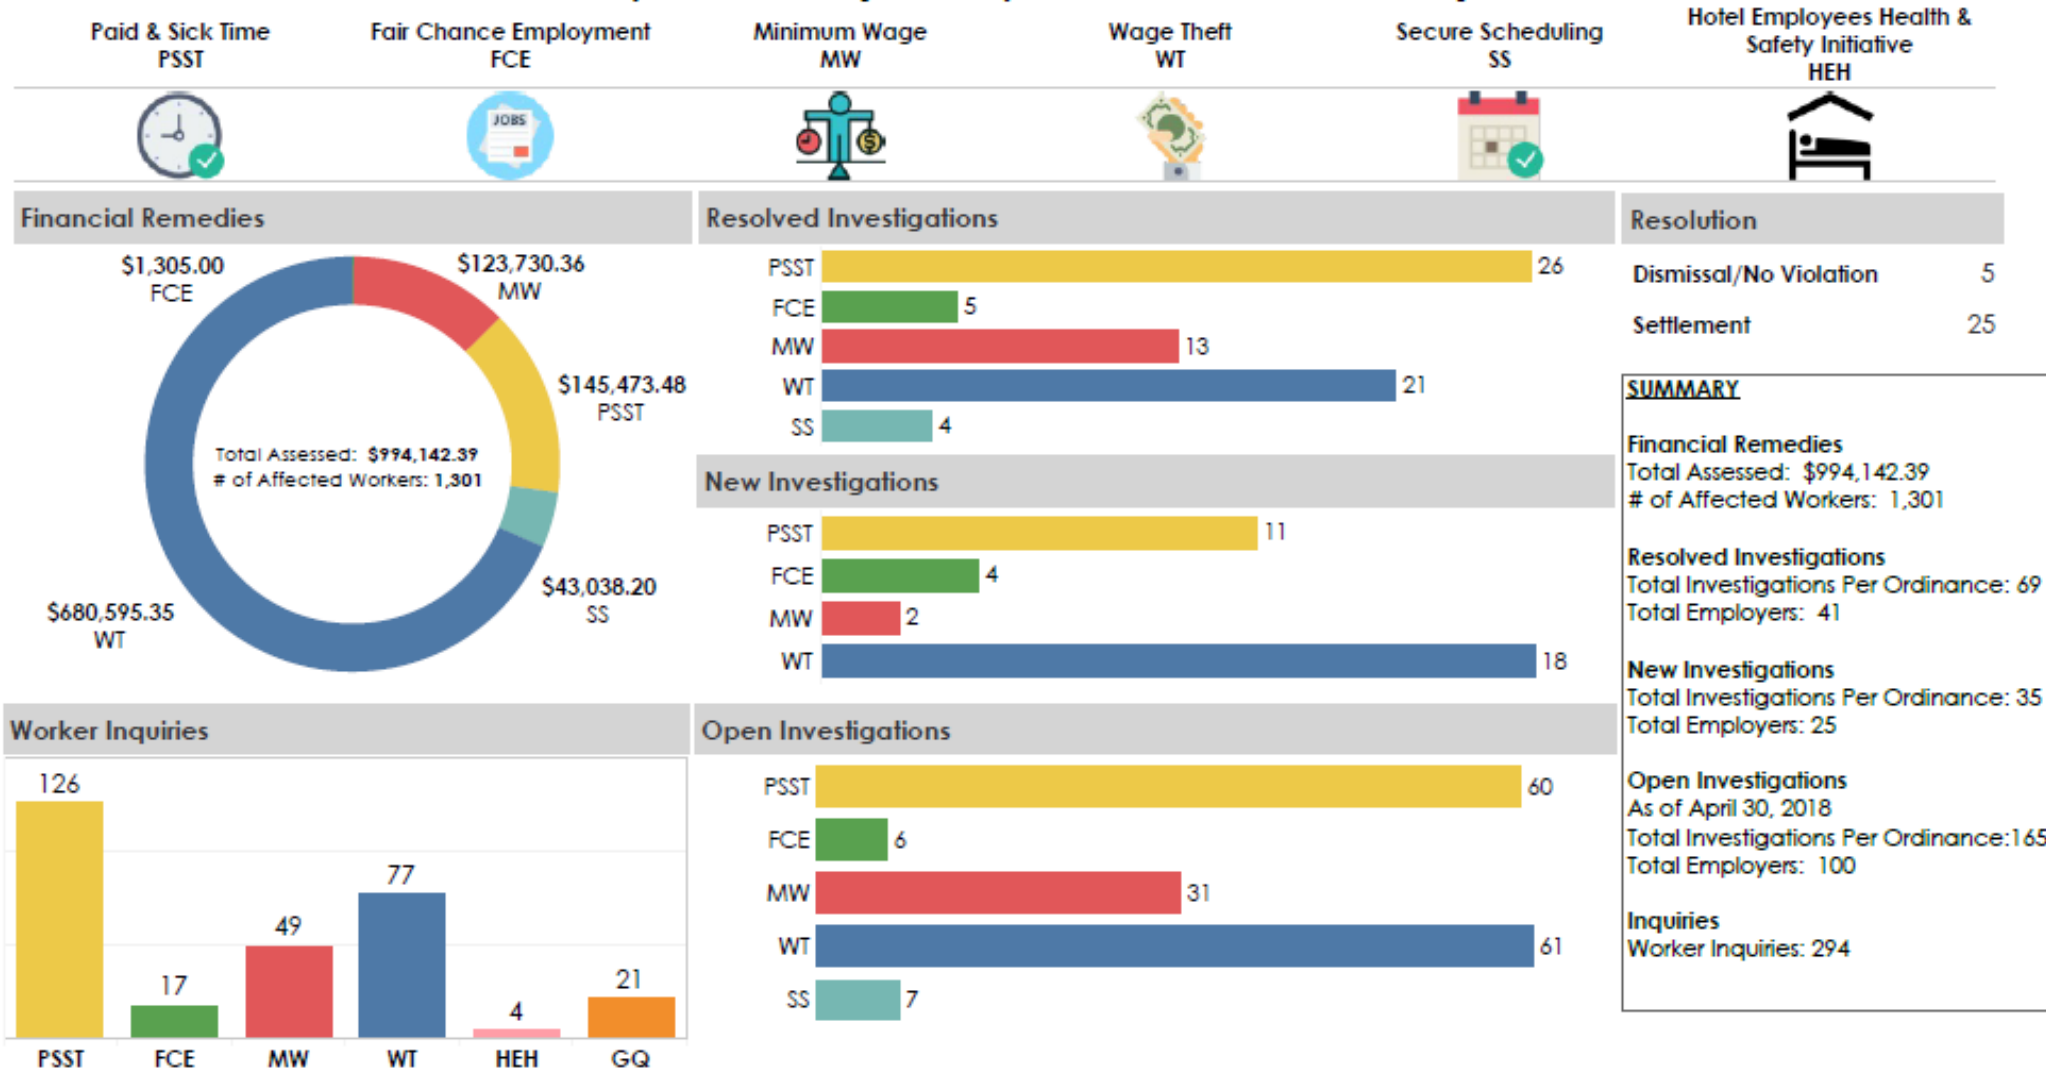 Paid & Sick Time
PSST
Fair Chance Employment
FCE
Minimum Wage
MW
Wage Theft
WT
Secure Scheduling
SS
Hotel Employees Health &
Safety Initiative
HEH
JOBS
Financial Remedies
$1,305.00
FCE
$123,730.36
MW
$145,473.48
PSST
Total Assessed: $994,142.39
# of Affected Workers: 1,301
$43,038.20
SS
$680,595.35
WT
Resolved Investigations
PSST 26
FCE 5
MW 13
WT 21
SS 4
New Investigations
PSST 11
FCE 4
MW 2
WT 18
Worker Inquiries
126
17
49
77
4
21
PSST FCE MW WT HEH GQ
Open Investigations
PSST 60
FCE 6
MW 31
WT 61
SS 7
Resolution
Dismissal/No Violation 5
Settlement 25
SUMMARY
Financial Remedies
Total Assessed: $994,142.39
# of Affected Workers: 1,301
Resolved Investigations
Total Investigations Per Ordinance: 69
Total Employers: 41
New Investigations
Total Investigations Per Ordinance: 35
Total Employers: 25
Open Investigations
As of April 30, 2018
Total Investigations Per Ordinance:165
Total Employers: 100
Inquiries
Worker Inquiries: 294